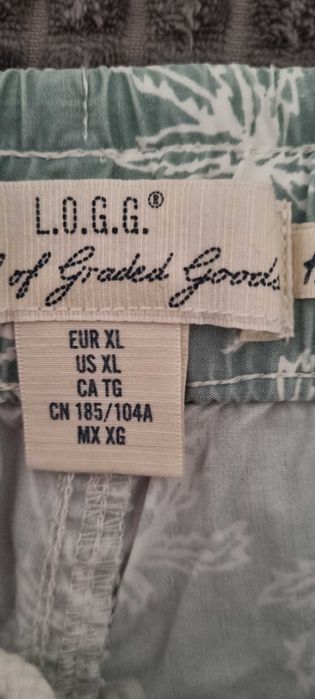 L.O.G.G.®
of Graded Goods
EUR XL
US XL
CA TG
CN 185/104A
MX XG